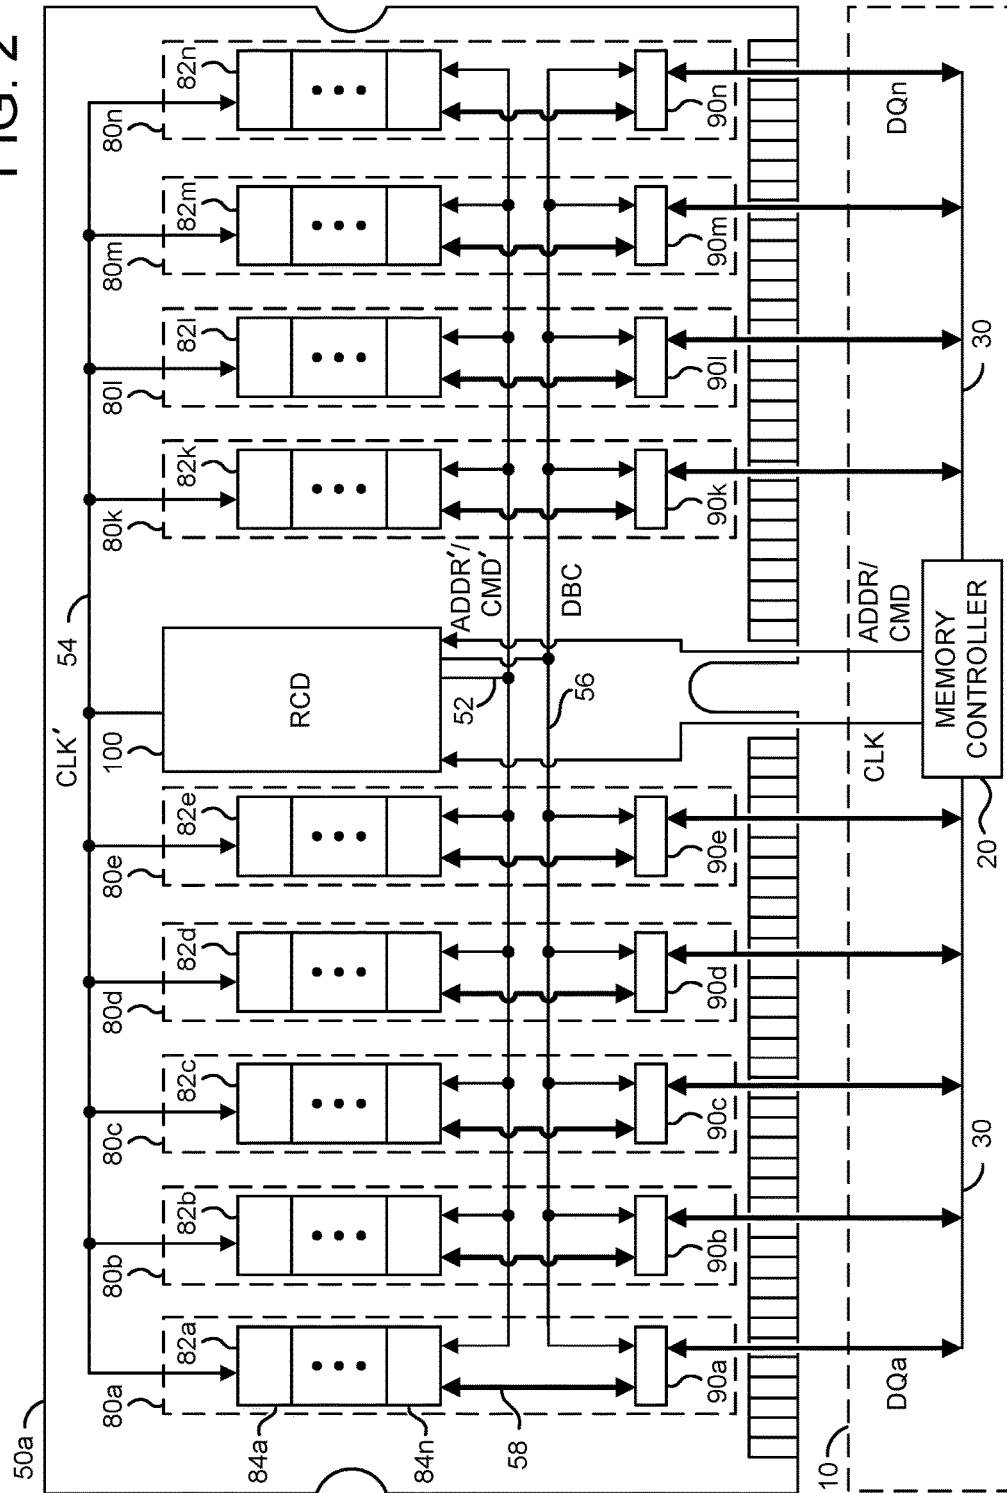 FIG. 2
50a
CLK'
54
80a
82a
80b
82b
80c
82c
80d
82d
80e
82e
100
80k
82k
80l
82l
80m
82m
80n
82n
84a
84n
RCD
58
52
ADDR'/
CMD'
56
DBC
90a
90b
90c
90d
90e
90k
90l
90m
90n
10
DQa
30
CLK
ADDR/
CMD
30
DQn
20
MEMORY
CONTROLLER